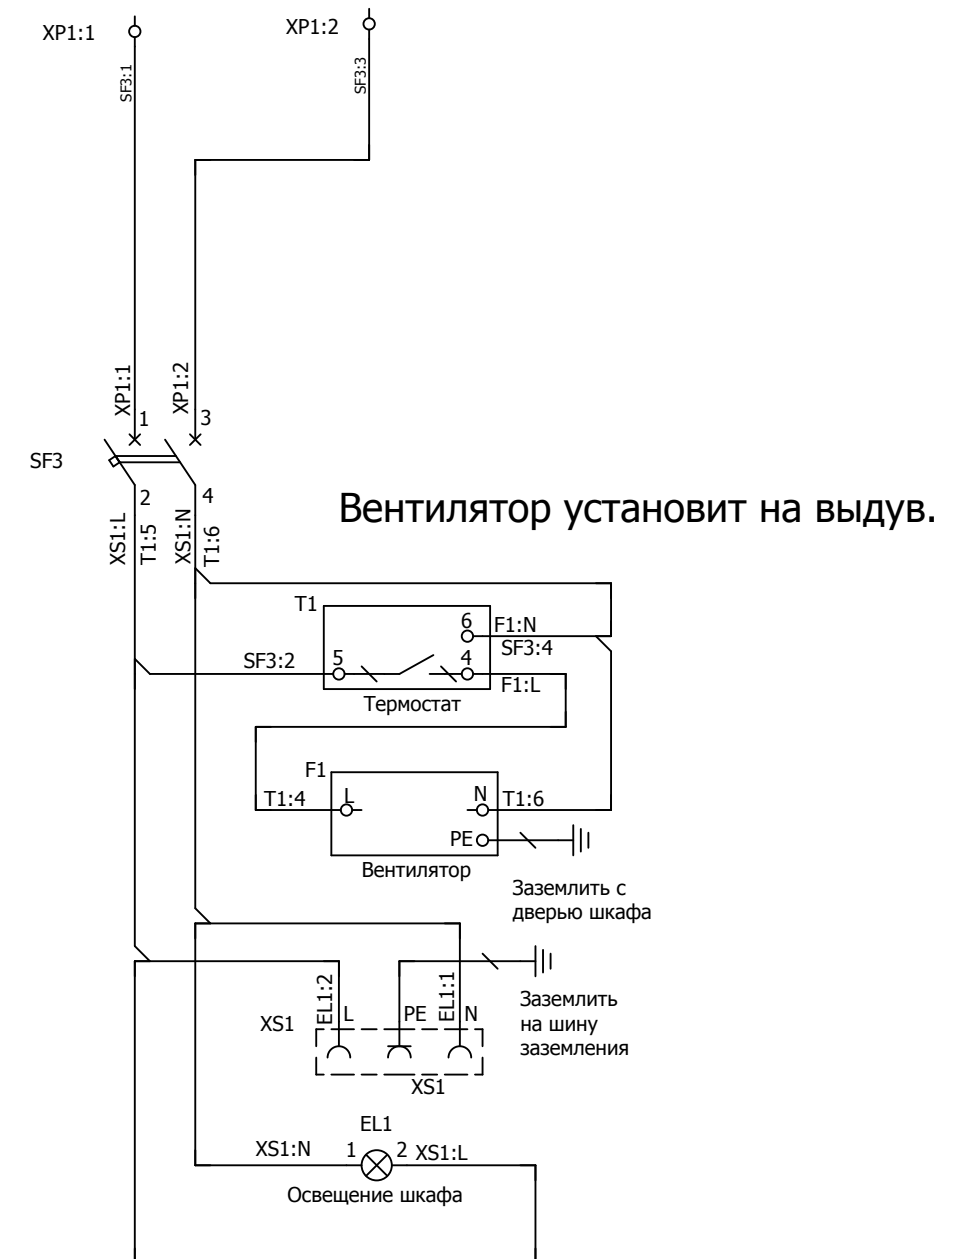 XP1:1
XP1:2
SF3:1
SF3:3
XP1:1
XP1:2
1
3
SF3
2
4
XS1:L
T1:5
XS1:N
T1:6
Вентилятор установит на выдув.
T1
6
F1:N
SF3:4
SF3:2
5
4
F1:L
Термостат
F1
T1:4
L
N
T1:6
PE
Вентилятор
Заземлить с
дверью шкафа
EL1:2
EL1:1
L
PE
N
XS1
Заземлить
на шину
заземления
XS1
EL1
XS1:N
1
2
XS1:L
Освещение шкафа